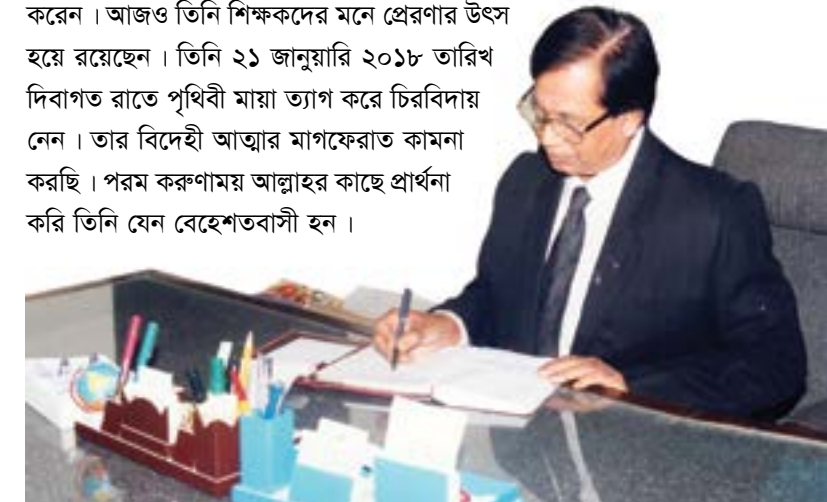 করেন । আজও তিনি শিক্ষকদের মনে প্রেরণার উৎস
হয়ে রয়েছেন । তিনি ২১ জানুয়ারি ২০১৮ তারিখ
দিবাগত রাতে পৃথিবী মায়া ত্যাগ করে চিরবিদায়
নেন । তার বিদেহী আত্মার মাগফেরাত কামনা
করছি । পরম করুণাময় আল্লাহর কাছে প্রার্থনা
করি তিনি যেন বেহেশতবাসী হন ।